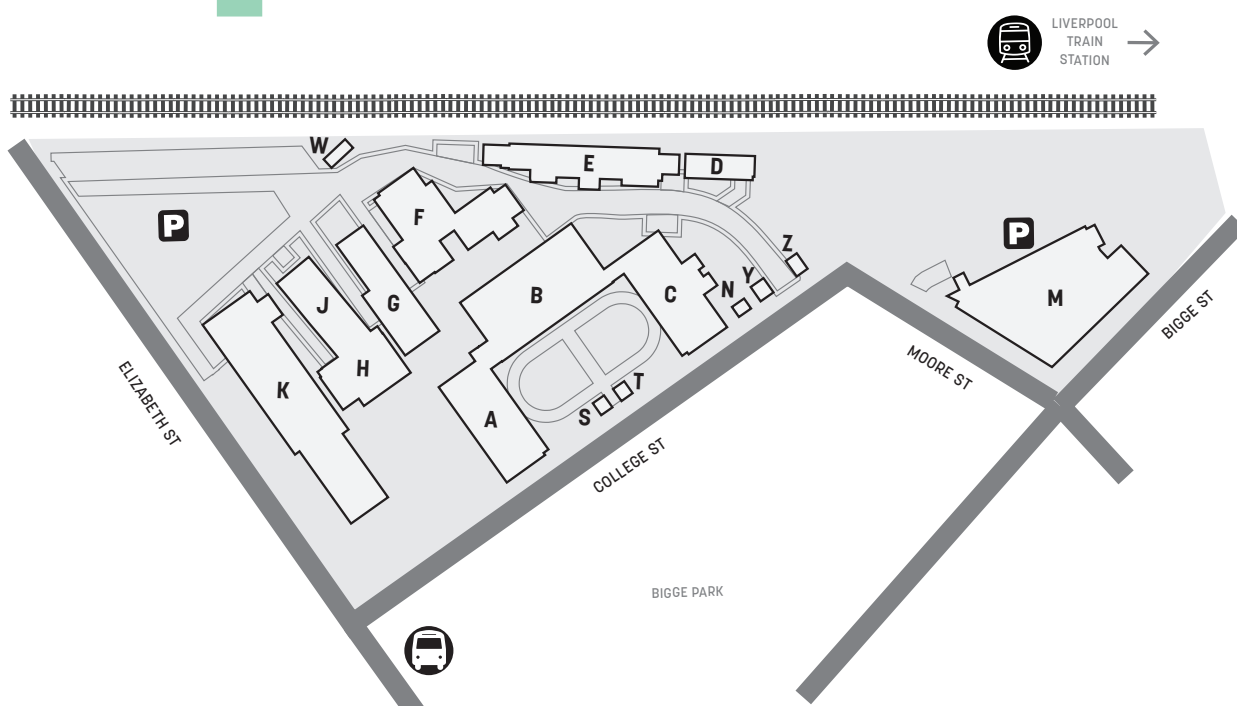 LIVERPOOL
TRAIN
STATION
W
E
D
P
F
P
Z
Y
N
J
G
B
C
M
BIGGE ST
H
K
MOORE ST
T
S
A
ELIZABETH ST
COLLEGE ST
BIGGE PARK